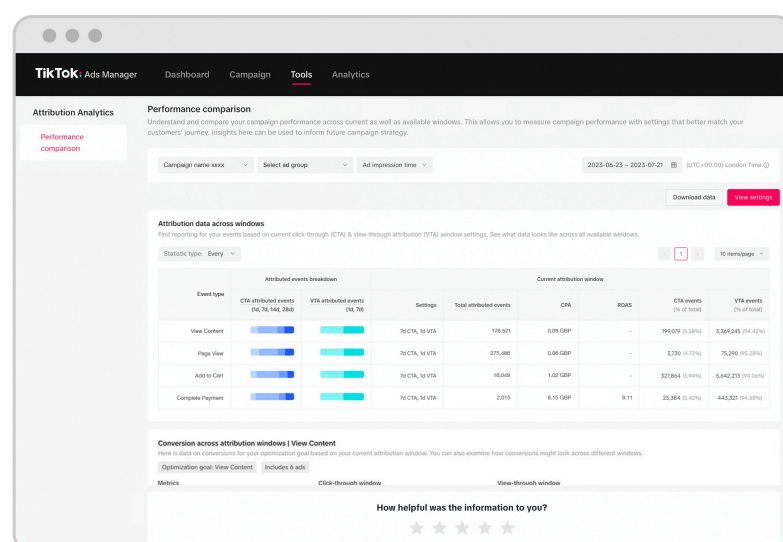 TikTok: Ads Manager Dashboard Campaign Tools Analytics
Attribution Analytics
Performance comparison
Performance comparison
Understand and compare your campaign performance across current as well as available windows. This allows you to measure campaign performance with settings that better match your
customers' journey. Insights here can be used to inform future campaign strategy.
Campaign name xxxx Select ad group Ad impression time 2023-06-23 ~ 2023-07-21 (UTC+00:00) London Time
Download data View settings
Attribution data across windows
Find reporting for your events based on current click-through (CTA) & view-through attribution (VTA) window settings. See what data looks like across all available windows.
Statistic type: Every 1 10 items/page
Attributed events breakdown Current attribution window
Event type CTA attributed events (1d, 7d, 14d, 28d) VTA attributed events (1d, 7d) Settings Total attributed events CPA ROAS CTA events (% of total) VTA events (% of total)
View Content 7d CTA, 1d VTA 178,521 0.09 GBP - 199,079 (5.58%) 3,369,245 (94.42%)
Page View 7d CTA, 1d VTA 275,486 0.06 GBP - 3,730 (4.72%) 75,290 (95.28%)
Add to Cart 7d CTA, 1d VTA 16,049 1.02 GBP - 327,864 (5.94%) 5,642,213 (94.06%)
Complete Payment 7d CTA, 1d VTA 2,015 8.15 GBP 9.11 25,384 (5.42%) 443,321 (94.58%)
Conversion across attribution windows | View Content
Here is data on conversions for your optimization goal based on your current attribution window. You can also examine how conversions might look across different windows.
Optimization goal: View Content Includes 6 ads
Metrics Click-through window View-through window
How helpful was the information to you?